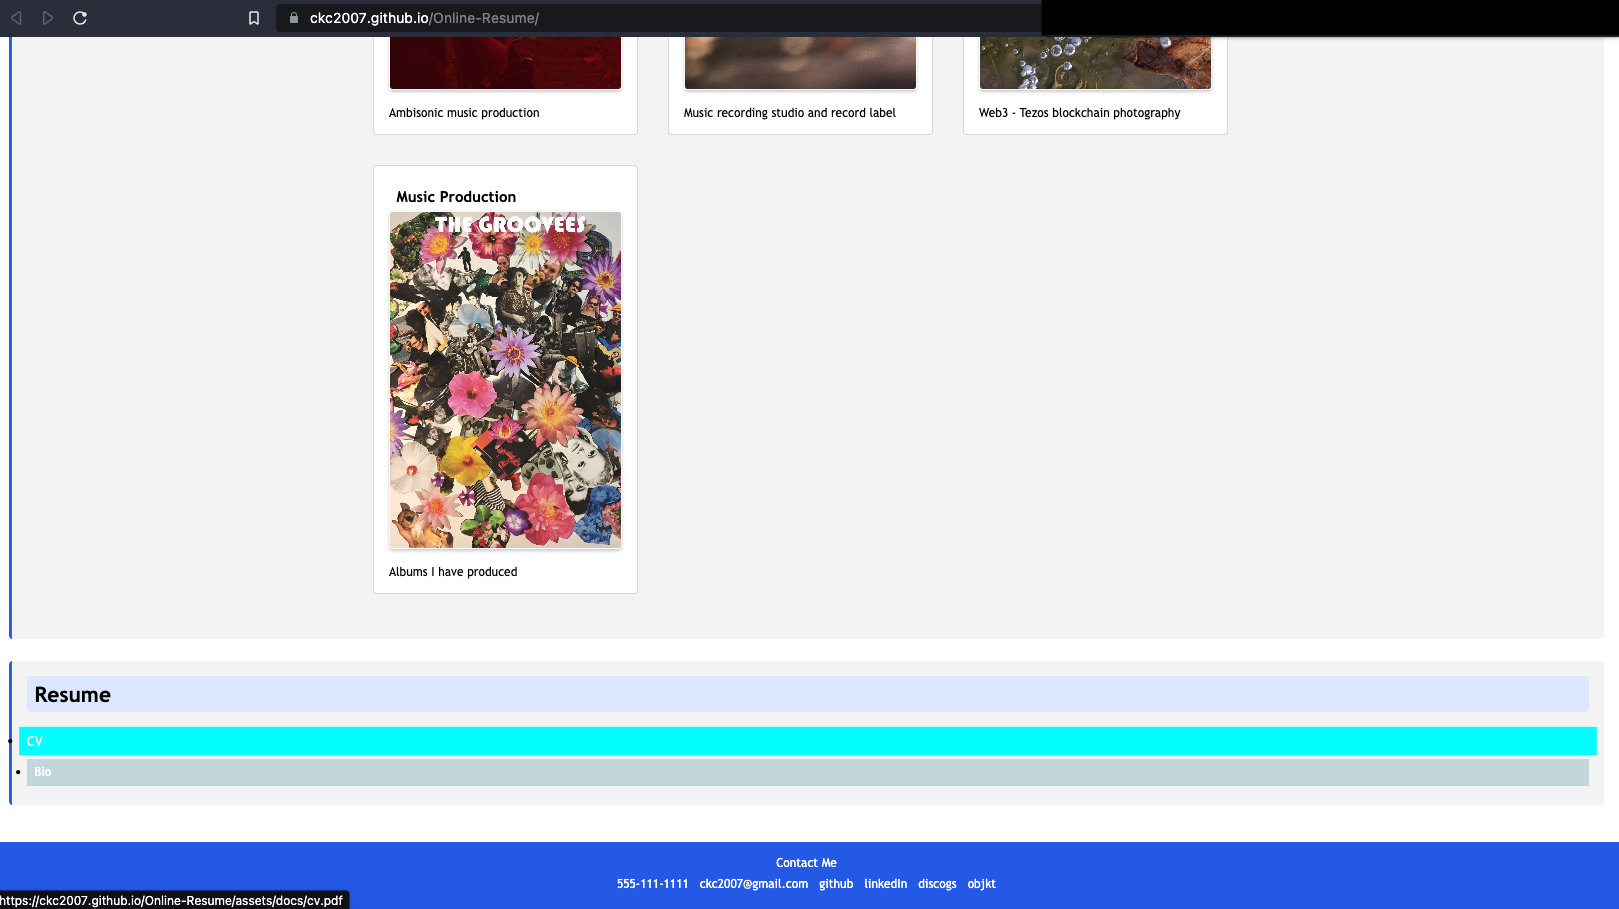 ckc2007.github.io/Online-Resume/
Ambisonic music production
Music recording studio and record label
Web3 - Tezos blockchain photography
Music Production
THE GROOVEES
Albums I have produced
Resume
CV
Bio
Contact Me
555-111-1111 ckc2007@gmail.com github linkedIn discogs objkt
https://ckc2007.github.io/Online-Resume/assets/docs/cv.pdf